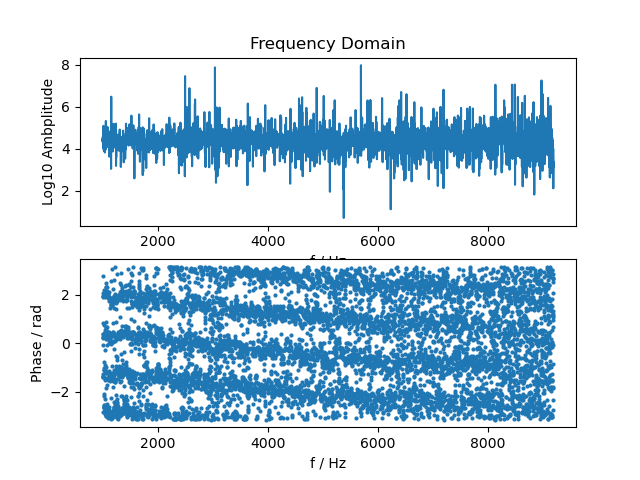 Frequency Domain
Log10 Ambplitude
8
6
4
2
2000 4000 6000 8000
f / Hz
Phase / rad
2
0
−2
2000 4000 6000 8000
f / Hz